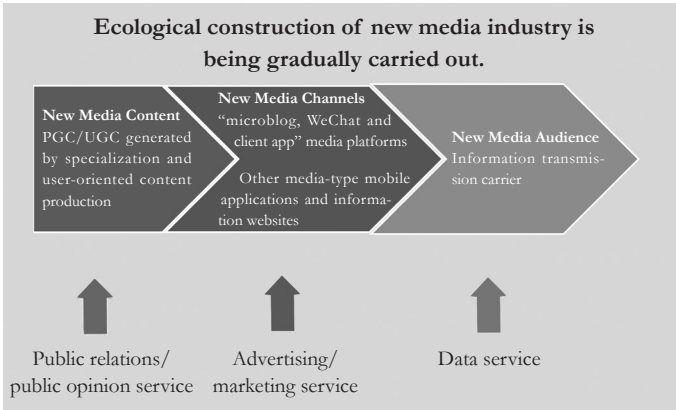 Ecological construction of new media industry is
being gradually carried out.
New Media Content
PGC/UGC generated
by specialization and
user-oriented content
production
New Media Channels
“microblog, WeChat and
client app” media platforms
Other media-type mobile
applications and informa-
tion websites
New Media Audience
Information transmis-
sion carrier
Public relations/
public opinion service
Advertising/
marketing service
Data service